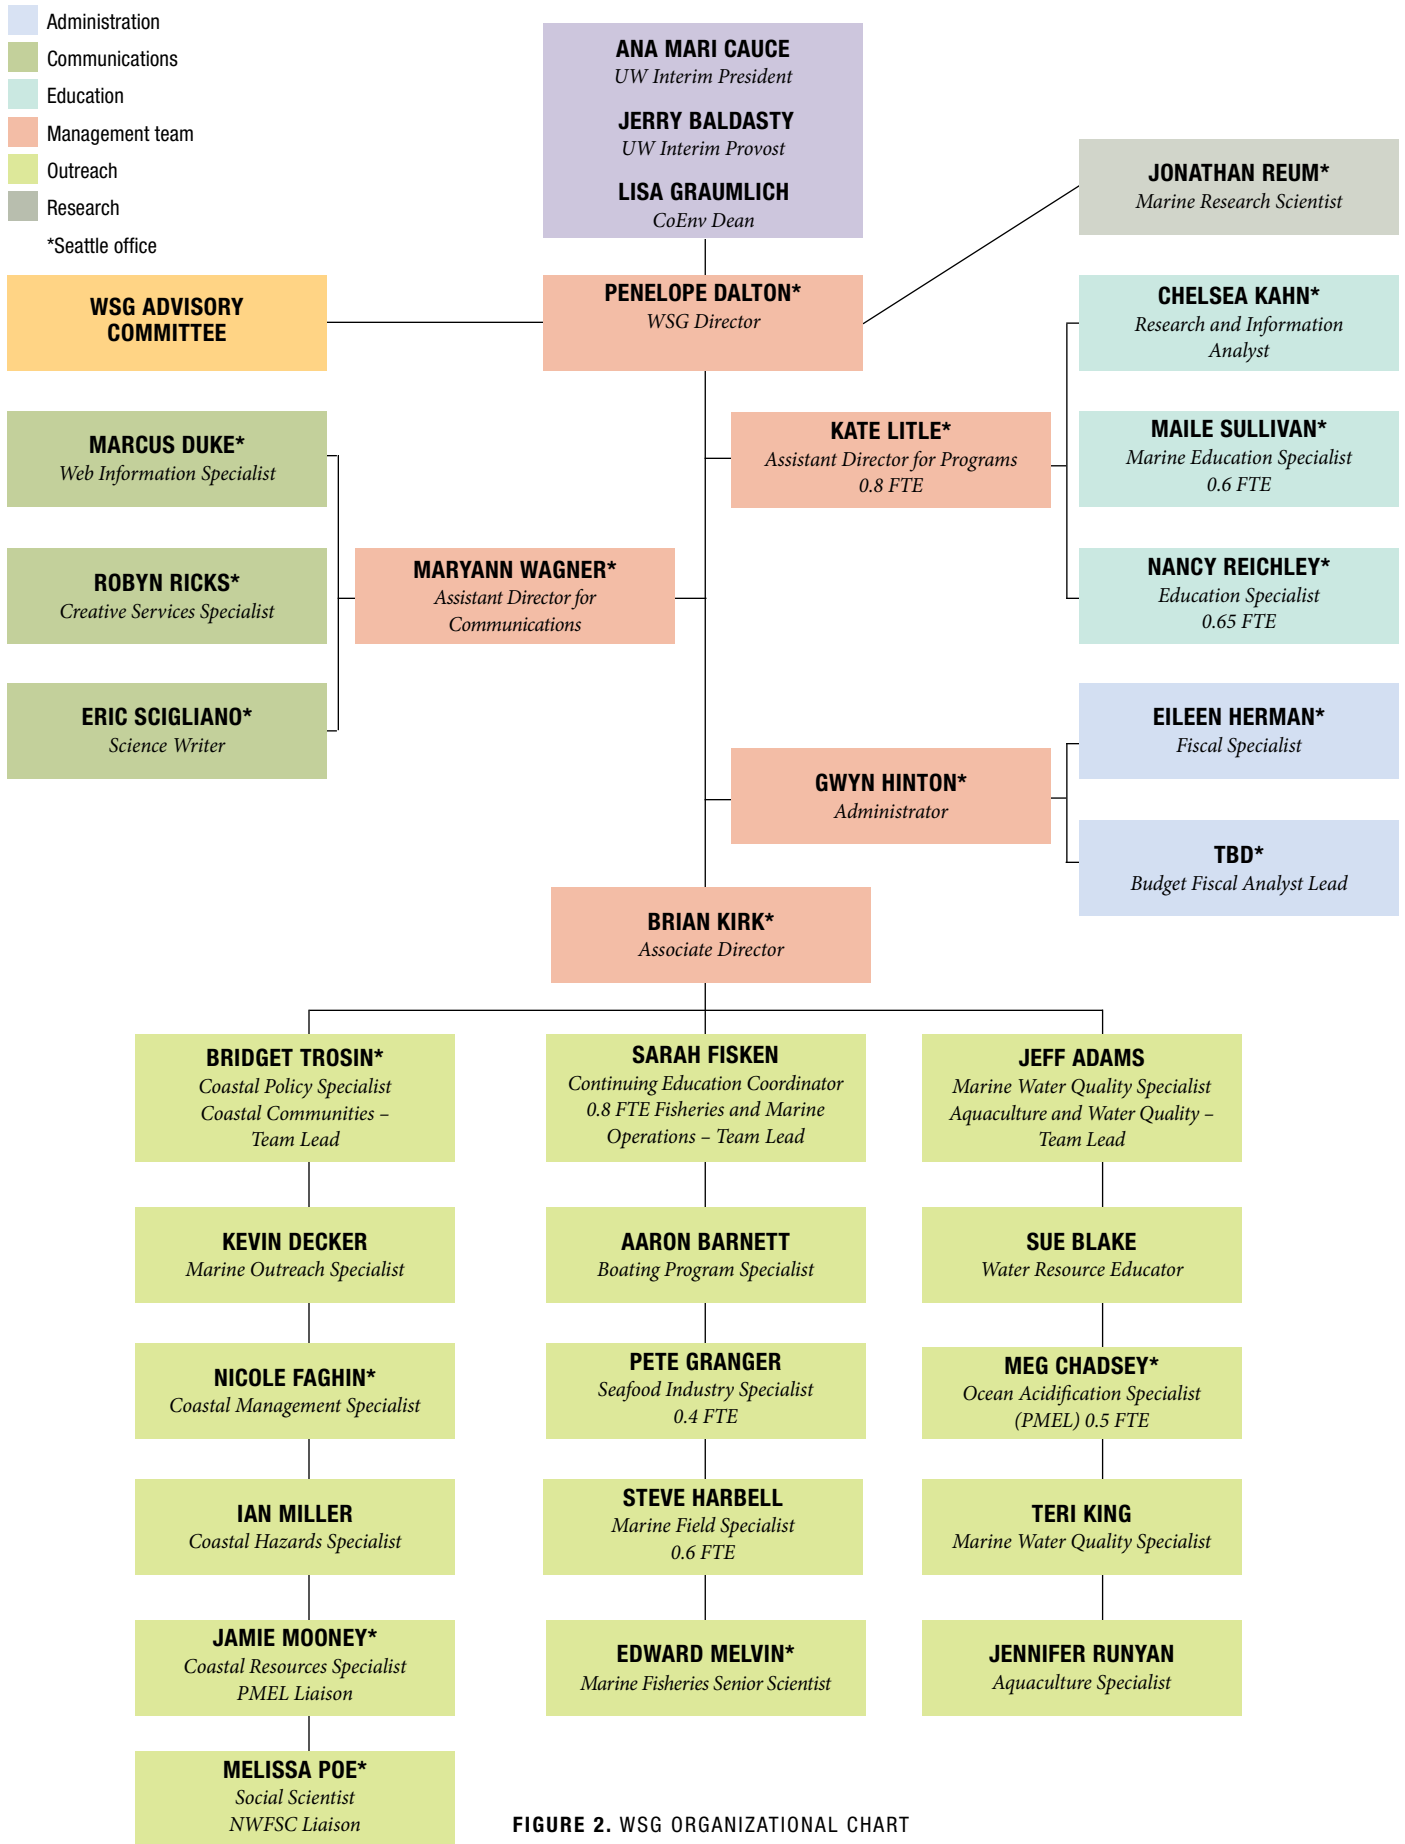 Administration
Communications
Education
Management team
Outreach
Research
*Seattle office
ANA MARI CAUCE
UW Interim President
JERRY BALDASTY
UW Interim Provost
LISA GRAUMLICH
CoEnv Dean
JONATHAN REUM*
Marine Research Scientist
WSG ADVISORY
COMMITTEE
PENELOPE DALTON*
WSG Director
CHELSEA KAHN*
Research and Information
Analyst
MARCUS DUKE*
Web Information Specialist
KATE LITLE*
Assistant Director for Programs
0.8 FTE
MAILE SULLIVAN*
Marine Education Specialist
0.6 FTE
ROBYN RICKS*
Creative Services Specialist
MARYANN WAGNER*
Assistant Director for
Communications
NANCY REICHLEY*
Education Specialist
0.65 FTE
ERIC SCIGLIANO*
Science Writer
EILEEN HERMAN*
Fiscal Specialist
GWYN HINTON*
Administrator
TBD*
Budget Fiscal Analyst Lead
BRIAN KIRK*
Associate Director
BRIDGET TROSIN*
Coastal Policy Specialist
Coastal Communities –
Team Lead
SARAH FISKEN
Continuing Education Coordinator
0.8 FTE Fisheries and Marine
Operations – Team Lead
JEFF ADAMS
Marine Water Quality Specialist
Aquaculture and Water Quality –
Team Lead
KEVIN DECKER
Marine Outreach Specialist
AARON BARNETT
Boating Program Specialist
SUE BLAKE
Water Resource Educator
NICOLE FAGHIN*
Coastal Management Specialist
PETE GRANGER
Seafood Industry Specialist
0.4 FTE
MEG CHADSEY*
Ocean Acidification Specialist
(PMEL) 0.5 FTE
IAN MILLER
Coastal Hazards Specialist
STEVE HARBELL
Marine Field Specialist
0.6 FTE
TERI KING
Marine Water Quality Specialist
JAMIE MOONEY*
Coastal Resources Specialist
PMEL Liaison
EDWARD MELVIN*
Marine Fisheries Senior Scientist
JENNIFER RUNYAN
Aquaculture Specialist
MELISSA POE*
Social Scientist
NWFSC Liaison
FIGURE 2. WSG ORGANIZATIONAL CHART